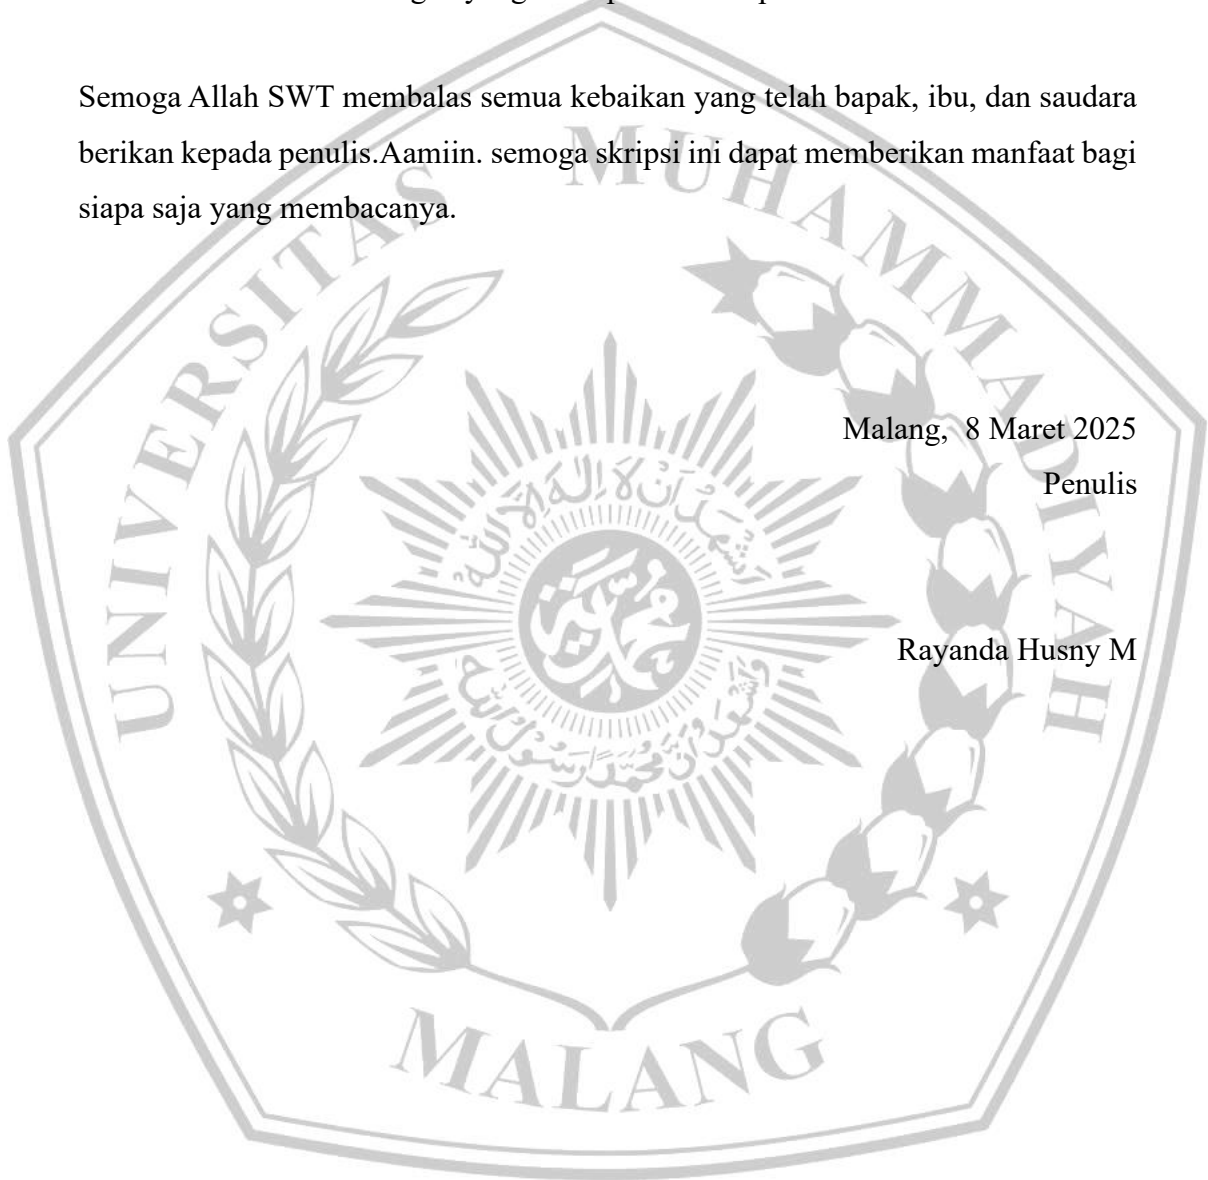 Semoga Allah SWT membalas semua kebaikan yang telah bapak, ibu, dan saudara
berikan kepada penulis.Aamiin. semoga skripsi ini dapat memberikan manfaat bagi
siapa saja yang membacanya.
UNIVERSITAS MUHAMMADIYAH
Malang,  8 Maret 2025
Penulis
Rayanda Husny M
MALANG